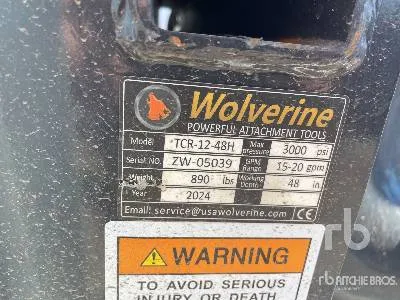 Wolverine
POWERFUL ATTACHMENT TOOLS
Model TCR-12-48H Max pressure 3000 psi
Serial NO. ZW-05039 GPM Range 15-20 gpm
Weight 890 lbs Working Depth 48 in
Year 2024
Email: service@usawolverine.com CE
WARNING
TO AVOID SERIOUS
INJURY OR DEATH
rb
rb
RITCHIE BROS.